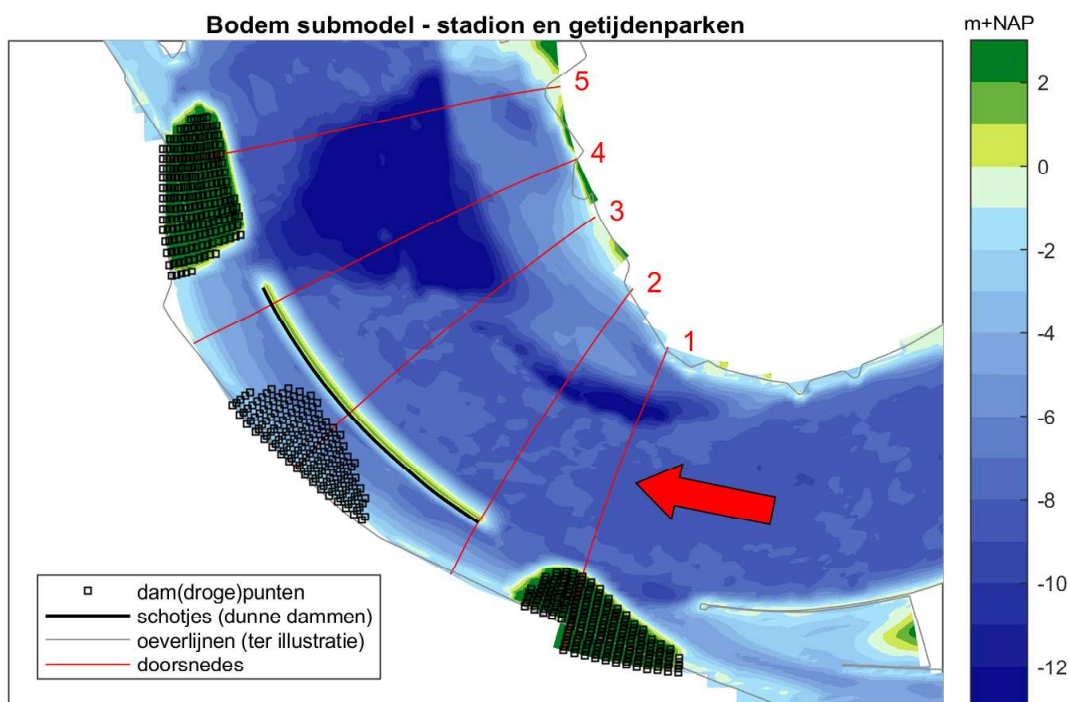 Bodem submodel - stadion en getijdenparken
m+NAP
5
4
3
2
1
2
0
-2
-4
-6
-8
-10
-12
dam(droge)punten
schotjes (dunne dammen)
oeverlijnen (ter illustratie)
doorsnedes